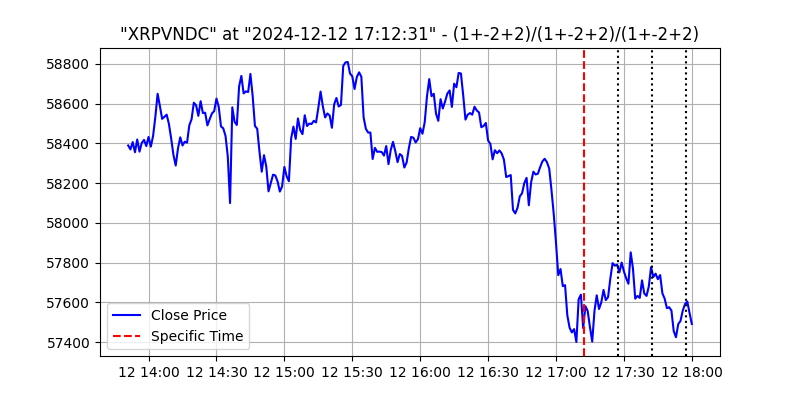 "XRPVNDC" at "2024-12-12 17:12:31" - (1+-2+2)/(1+-2+2)/(1+-2+2)
58800
58600
58400
58200
58000
57800
57600
57400
Close Price
Specific Time
12 14:00 12 14:30 12 15:00 12 15:30 12 16:00 12 16:30 12 17:00 12 17:30 12 18:00